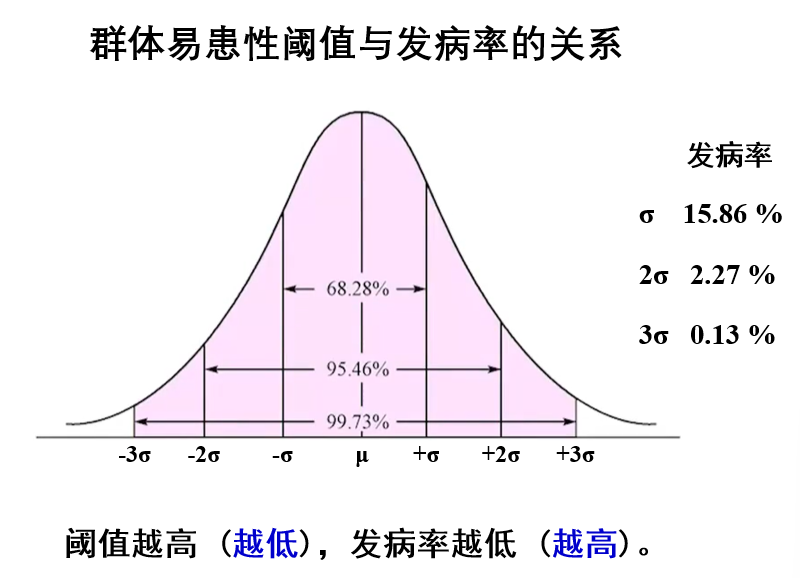 群体易患性阈值与发病率的关系
发病率
σ 15.86 %
2σ 2.27 %
3σ 0.13 %
68.28%
95.46%
99.73%
-3σ -2σ -σ μ +σ +2σ +3σ
阈值越高（越低），发病率越低（越高）。